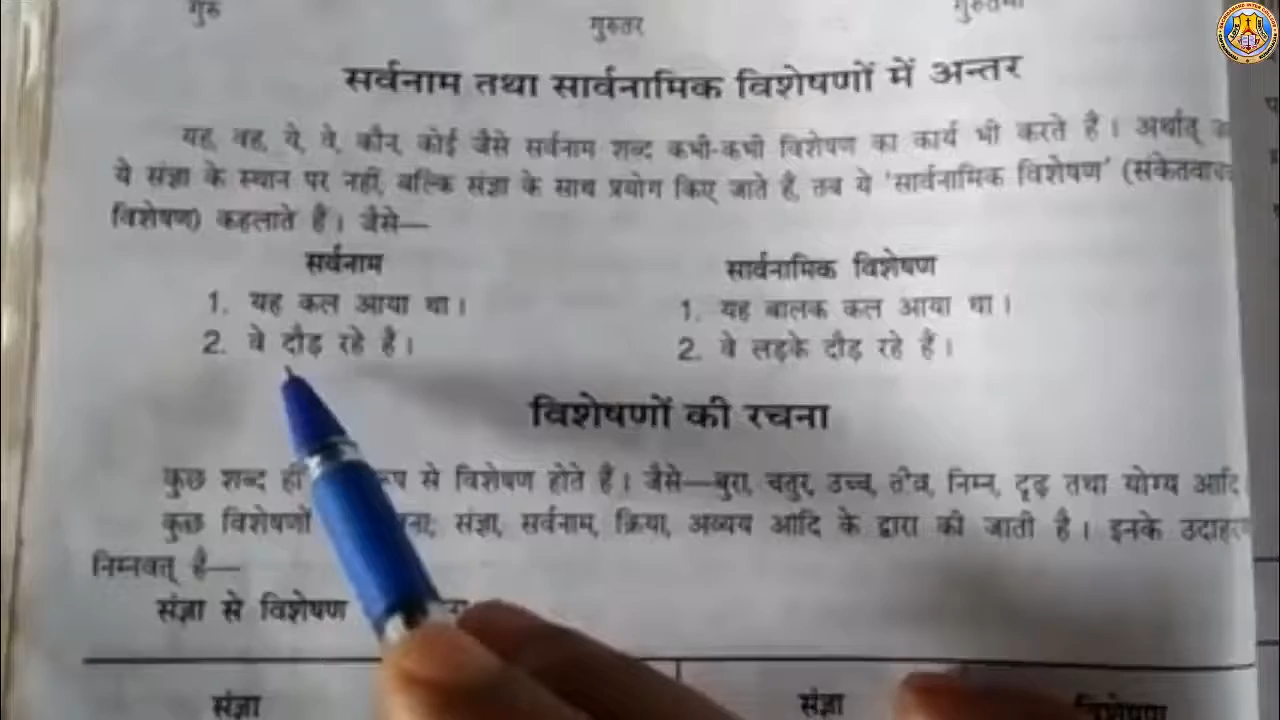 गुरु गुरुतर
सर्वनाम तथा सार्वनामिक विशेषणों में अन्तर
यह, वह, ये, वे, कौन, कोई जैसे सर्वनाम शब्द कभी-कभी विशेषण का कार्य भी करते हैं। अर्थात्
ये संज्ञा के स्थान पर नहीं, बल्कि संज्ञा के साथ प्रयोग किए जाते हैं, तब ये 'सार्वनामिक विशेषण'
विशेषण) कहलाते हैं। जैसे—
सर्वनाम सार्वनामिक विशेषण
1. यह कल आया था। 1. यह बालक कल आया था।
2. वे दौड़ रहे हैं। 2. वे लड़के दौड़ रहे हैं।
विशेषणों की रचना
कुछ शब्द ही से विशेषण होते हैं। जैसे—बुरा, चतुर, उच्च, तीव्र, निम्न, दृढ़ तथा योग्य आदि
कुछ विशेषणों संज्ञा, सर्वनाम, क्रिया, अव्यय आदि के द्वारा की जाती है। इनके
निम्नवत् है—
संज्ञा से विशेषण
संज्ञा संज्ञा विशेषण